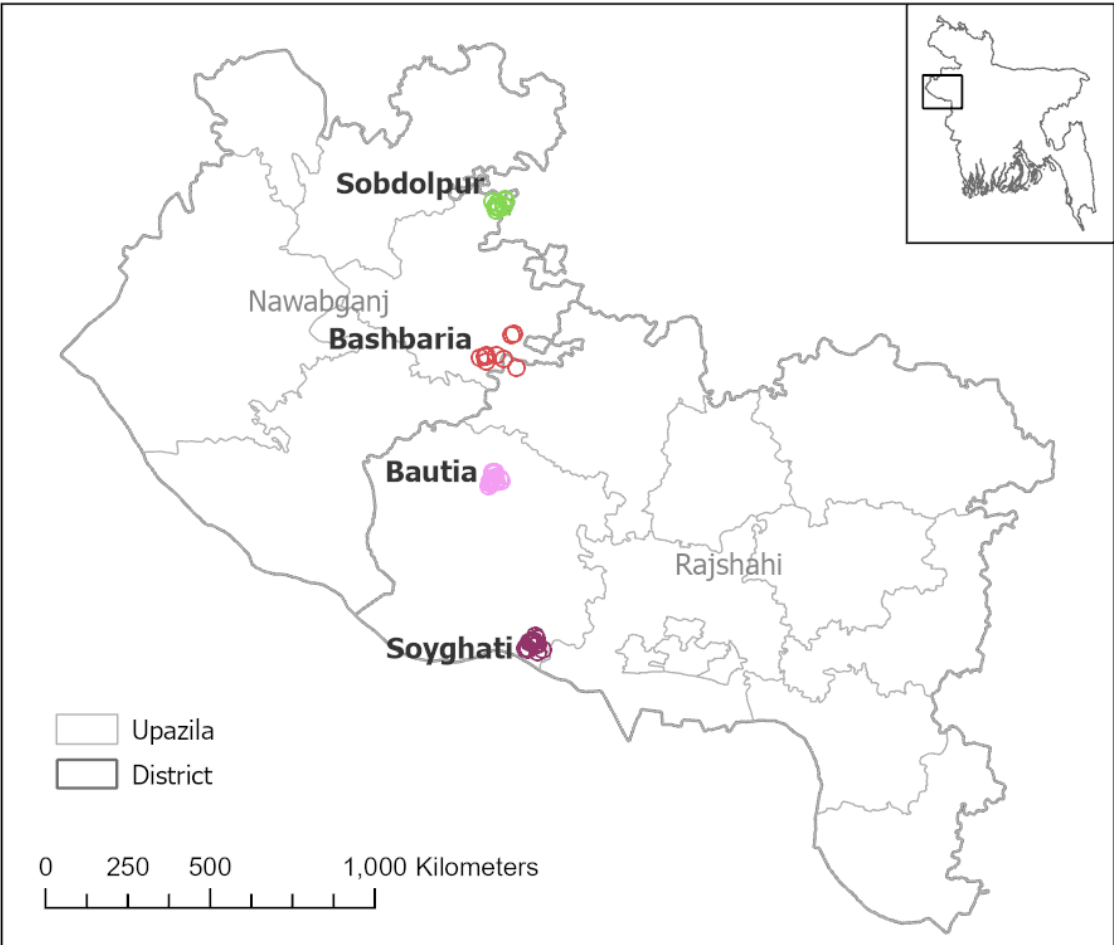 Sobdolpur
Nawabganj
Bashbaria
Bautia
Rajshahi
Soyghati
Upazila
District
0 250 500 1,000 Kilometers